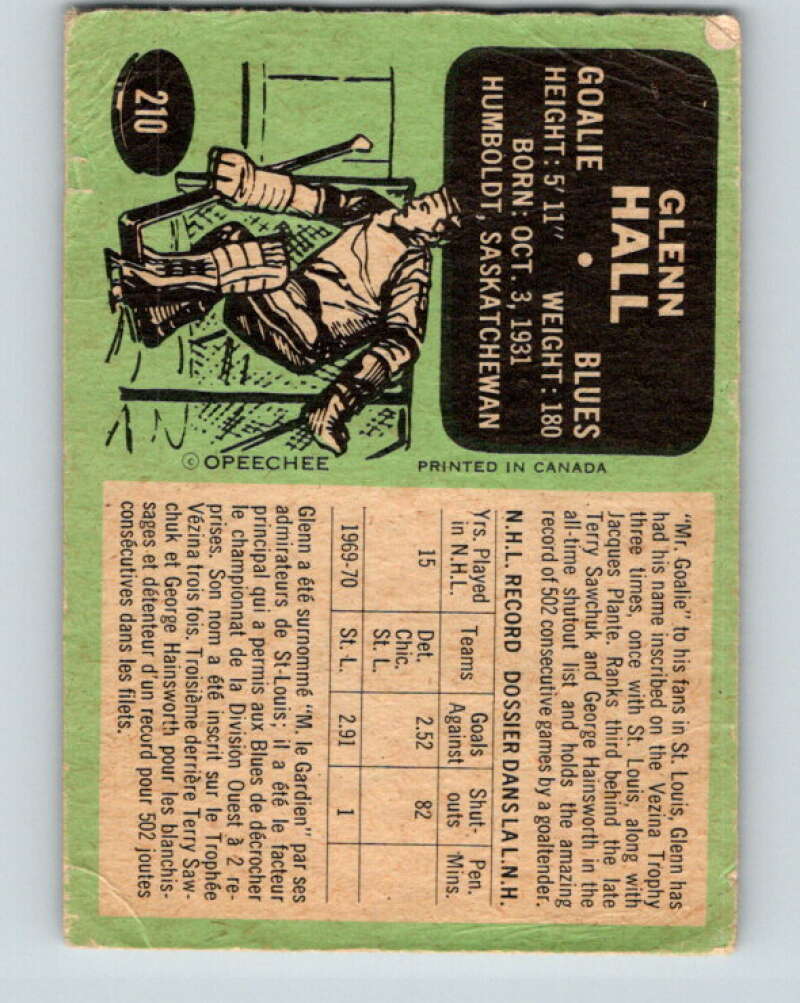 210
GLENN
HALL
GOALIE • BLUES
HEIGHT: 5' 11" WEIGHT: 180
BORN: OCT. 3, 1931
HUMBOLDT, SASKATCHEWAN
© OPEECHEE
PRINTED IN CANADA
"Mr. Goalie" to his fans in St. Louis, Glenn has
had his name inscribed on the Vezina Trophy
three times, once with St. Louis, along with
Jacques Plante. Ranks third behind the late
Terry Sawchuk and George Hainsworth in the
all-time shutout list and holds the amazing
record of 502 consecutive games by a goaltender.
N.H.L. RECORD DOSSIER DANS LA L.N.H.
Yrs. Played in N.H.L. Teams Goals Against Shut-outs Pen. Mins.
15 Det. Chic. St. L. 2.52 82
1969-70 St. L. 2.91 1
Glenn a été surnommé "M. le Gardien" par ses
admirateurs de St-Louis; il a été le facteur
principal qui a permis aux Blues de décrocher
le championnat de la Division Ouest à 2 re-
prises. Son nom a été inscrit sur le Trophée
Vézina trois fois. Troisième derrière Terry Saw-
chuk et George Hainsworth pour les blanchis-
sages et détenteur d'un record pour 502 joutes
consécutives dans les filets.